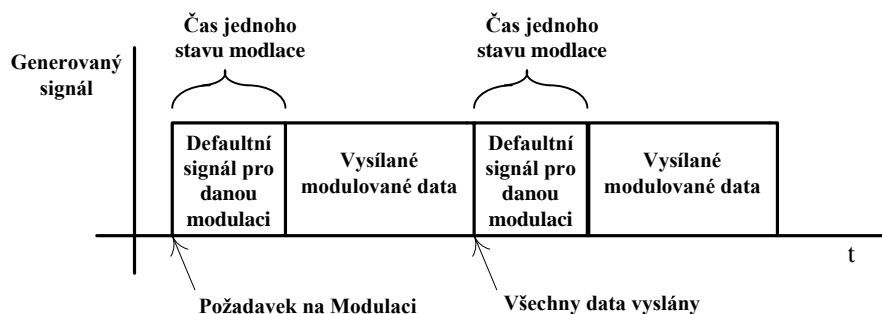 Čas jednoho
stavu modlace
Čas jednoho
stavu modlace
Generovaný
signál
Defaultní
signál pro
danou
modulaci
Vysílané
modulované data
Defaultní
signál pro
danou
modulaci
Vysílané
modulované data
t
Požadavek na Modulaci
Všechny data vyslány